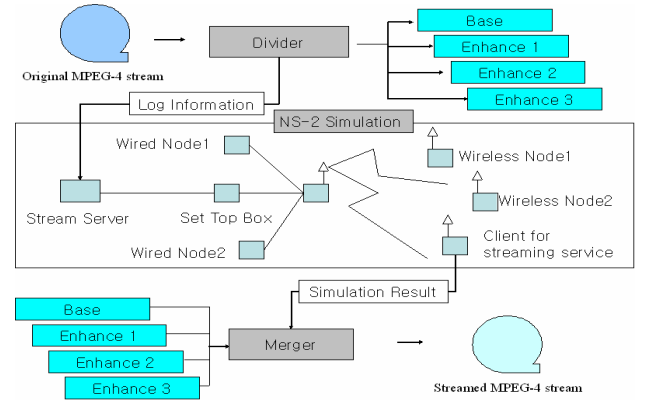 Base
Divider
Enhance 1
Original MPEG-4 stream
Enhance 2
Enhance 3
Log Information
NS-2 Simulation
Wired Node1
Wireless Node1
Wireless Node2
Stream Server
Set Top Box
Wired Node2
Client for
streaming service
Simulation Result
Base
Enhance 1
Merger
Enhance 2
Enhance 3
Streamed MPEG-4 stream